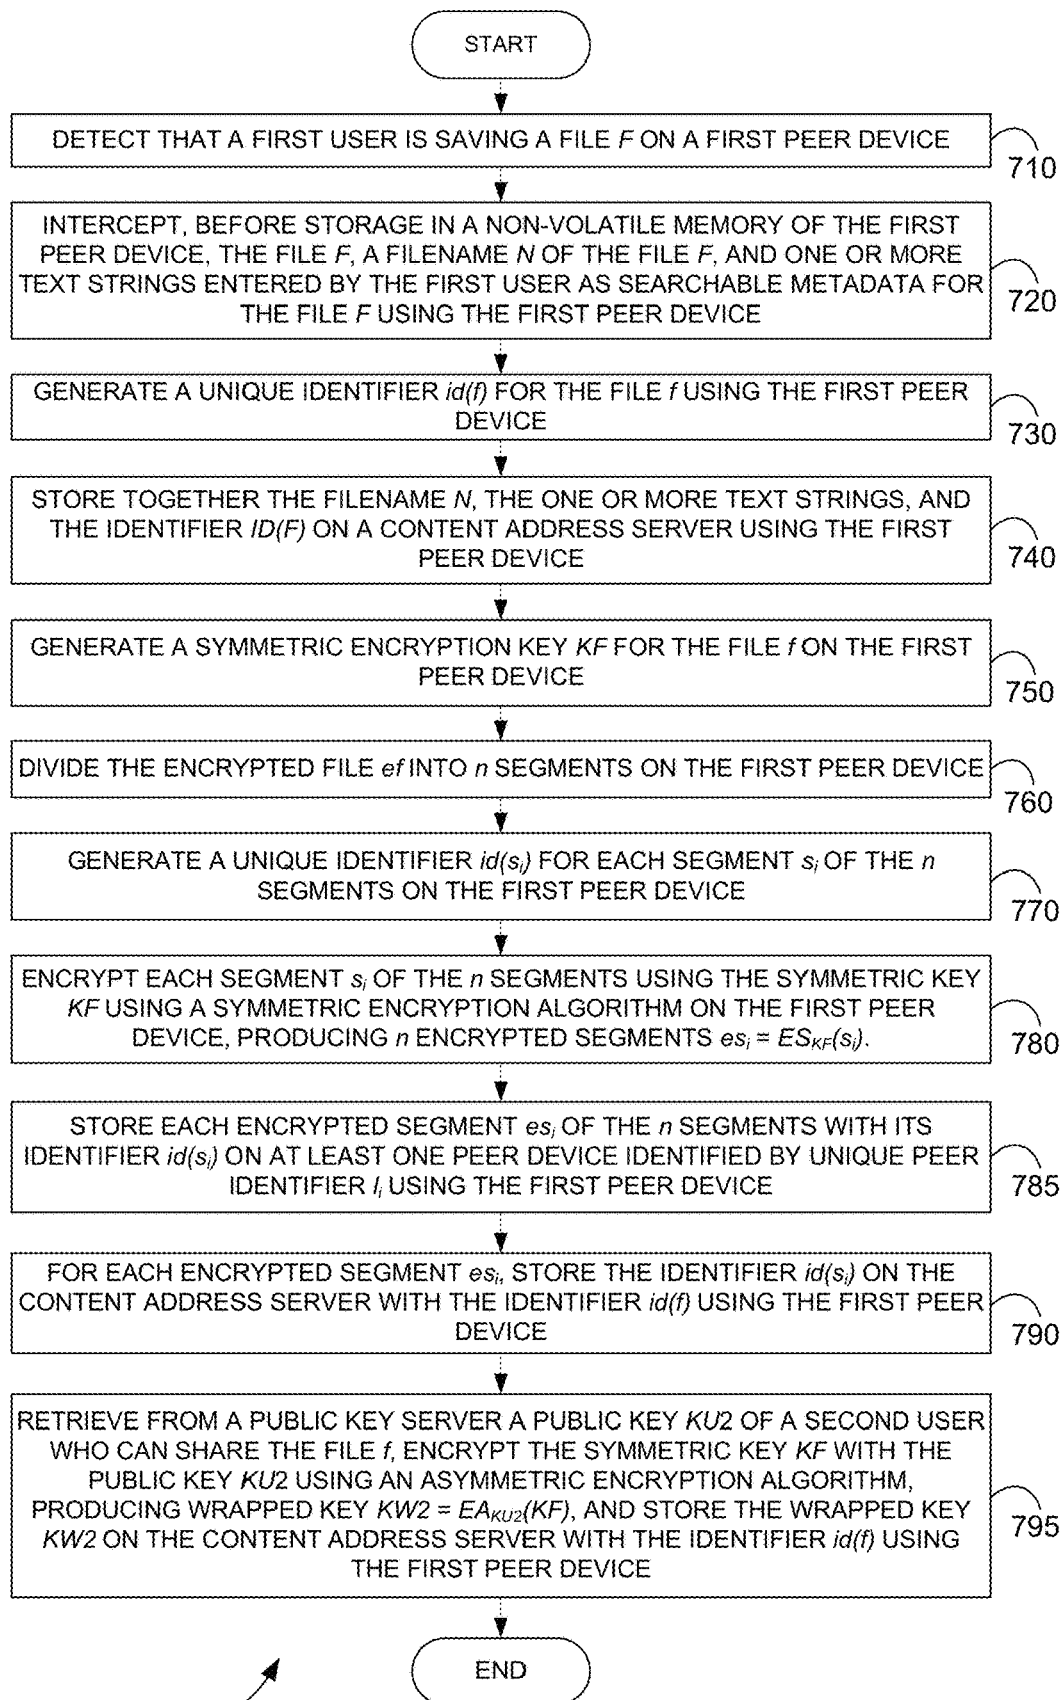 START
DETECT THAT A FIRST USER IS SAVING A FILE F ON A FIRST PEER DEVICE
710
INTERCEPT, BEFORE STORAGE IN A NON-VOLATILE MEMORY OF THE FIRST
PEER DEVICE, THE FILE F, A FILENAME N OF THE FILE F, AND ONE OR MORE
TEXT STRINGS ENTERED BY THE FIRST USER AS SEARCHABLE METADATA FOR
THE FILE F USING THE FIRST PEER DEVICE
720
GENERATE A UNIQUE IDENTIFIER id(f) FOR THE FILE f USING THE FIRST PEER
DEVICE
730
STORE TOGETHER THE FILENAME N, THE ONE OR MORE TEXT STRINGS, AND
THE IDENTIFIER ID(F) ON A CONTENT ADDRESS SERVER USING THE FIRST
PEER DEVICE
740
GENERATE A SYMMETRIC ENCRYPTION KEY KF FOR THE FILE f ON THE FIRST
PEER DEVICE
750
DIVIDE THE ENCRYPTED FILE ef INTO n SEGMENTS ON THE FIRST PEER DEVICE
760
GENERATE A UNIQUE IDENTIFIER id(si) FOR EACH SEGMENT si OF THE n
SEGMENTS ON THE FIRST PEER DEVICE
770
ENCRYPT EACH SEGMENT si OF THE n SEGMENTS USING THE SYMMETRIC KEY
KF USING A SYMMETRIC ENCRYPTION ALGORITHM ON THE FIRST PEER
DEVICE, PRODUCING n ENCRYPTED SEGMENTS esi = ESKF(si).
780
STORE EACH ENCRYPTED SEGMENT esi OF THE n SEGMENTS WITH ITS
IDENTIFIER id(si) ON AT LEAST ONE PEER DEVICE IDENTIFIED BY UNIQUE PEER
IDENTIFIER Ii USING THE FIRST PEER DEVICE
785
FOR EACH ENCRYPTED SEGMENT esi, STORE THE IDENTIFIER id(si) ON THE
CONTENT ADDRESS SERVER WITH THE IDENTIFIER id(f) USING THE FIRST PEER
DEVICE
790
RETRIEVE FROM A PUBLIC KEY SERVER A PUBLIC KEY KU2 OF A SECOND USER
WHO CAN SHARE THE FILE f, ENCRYPT THE SYMMETRIC KEY KF WITH THE
PUBLIC KEY KU2 USING AN ASYMMETRIC ENCRYPTION ALGORITHM,
PRODUCING WRAPPED KEY KW2 = EAKU2(KF), AND STORE THE WRAPPED KEY
KW2 ON THE CONTENT ADDRESS SERVER WITH THE IDENTIFIER id(f) USING
THE FIRST PEER DEVICE
795
END